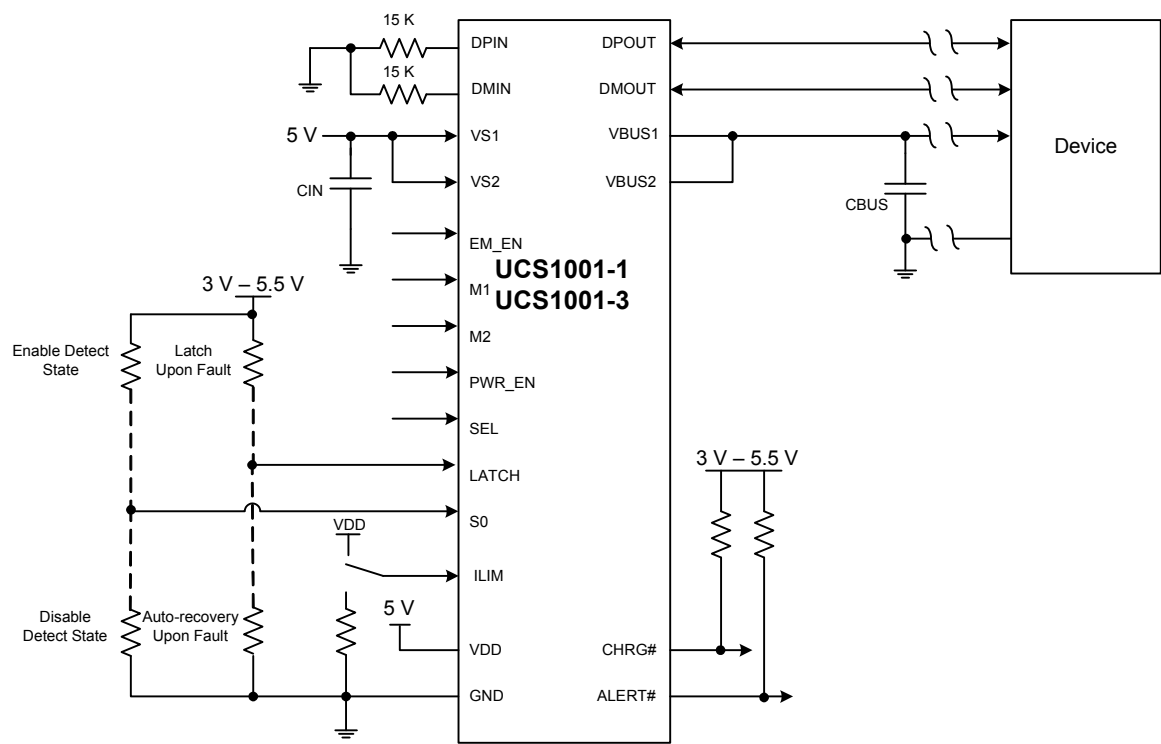 15 K
DPIN
DPOUT
15 K
DMIN
DMOUT
5 V
VS1
VBUS1
Device
CIN
VS2
VBUS2
CBUS
EM_EN
UCS1001-1
UCS1001-3
M1
3 V – 5.5 V
M2
Enable Detect
State
Latch
Upon Fault
PWR_EN
SEL
3 V – 5.5 V
LATCH
S0
VDD
ILIM
Disable
Detect State
Auto-recovery
Upon Fault
5 V
VDD
CHRG#
GND
ALERT#